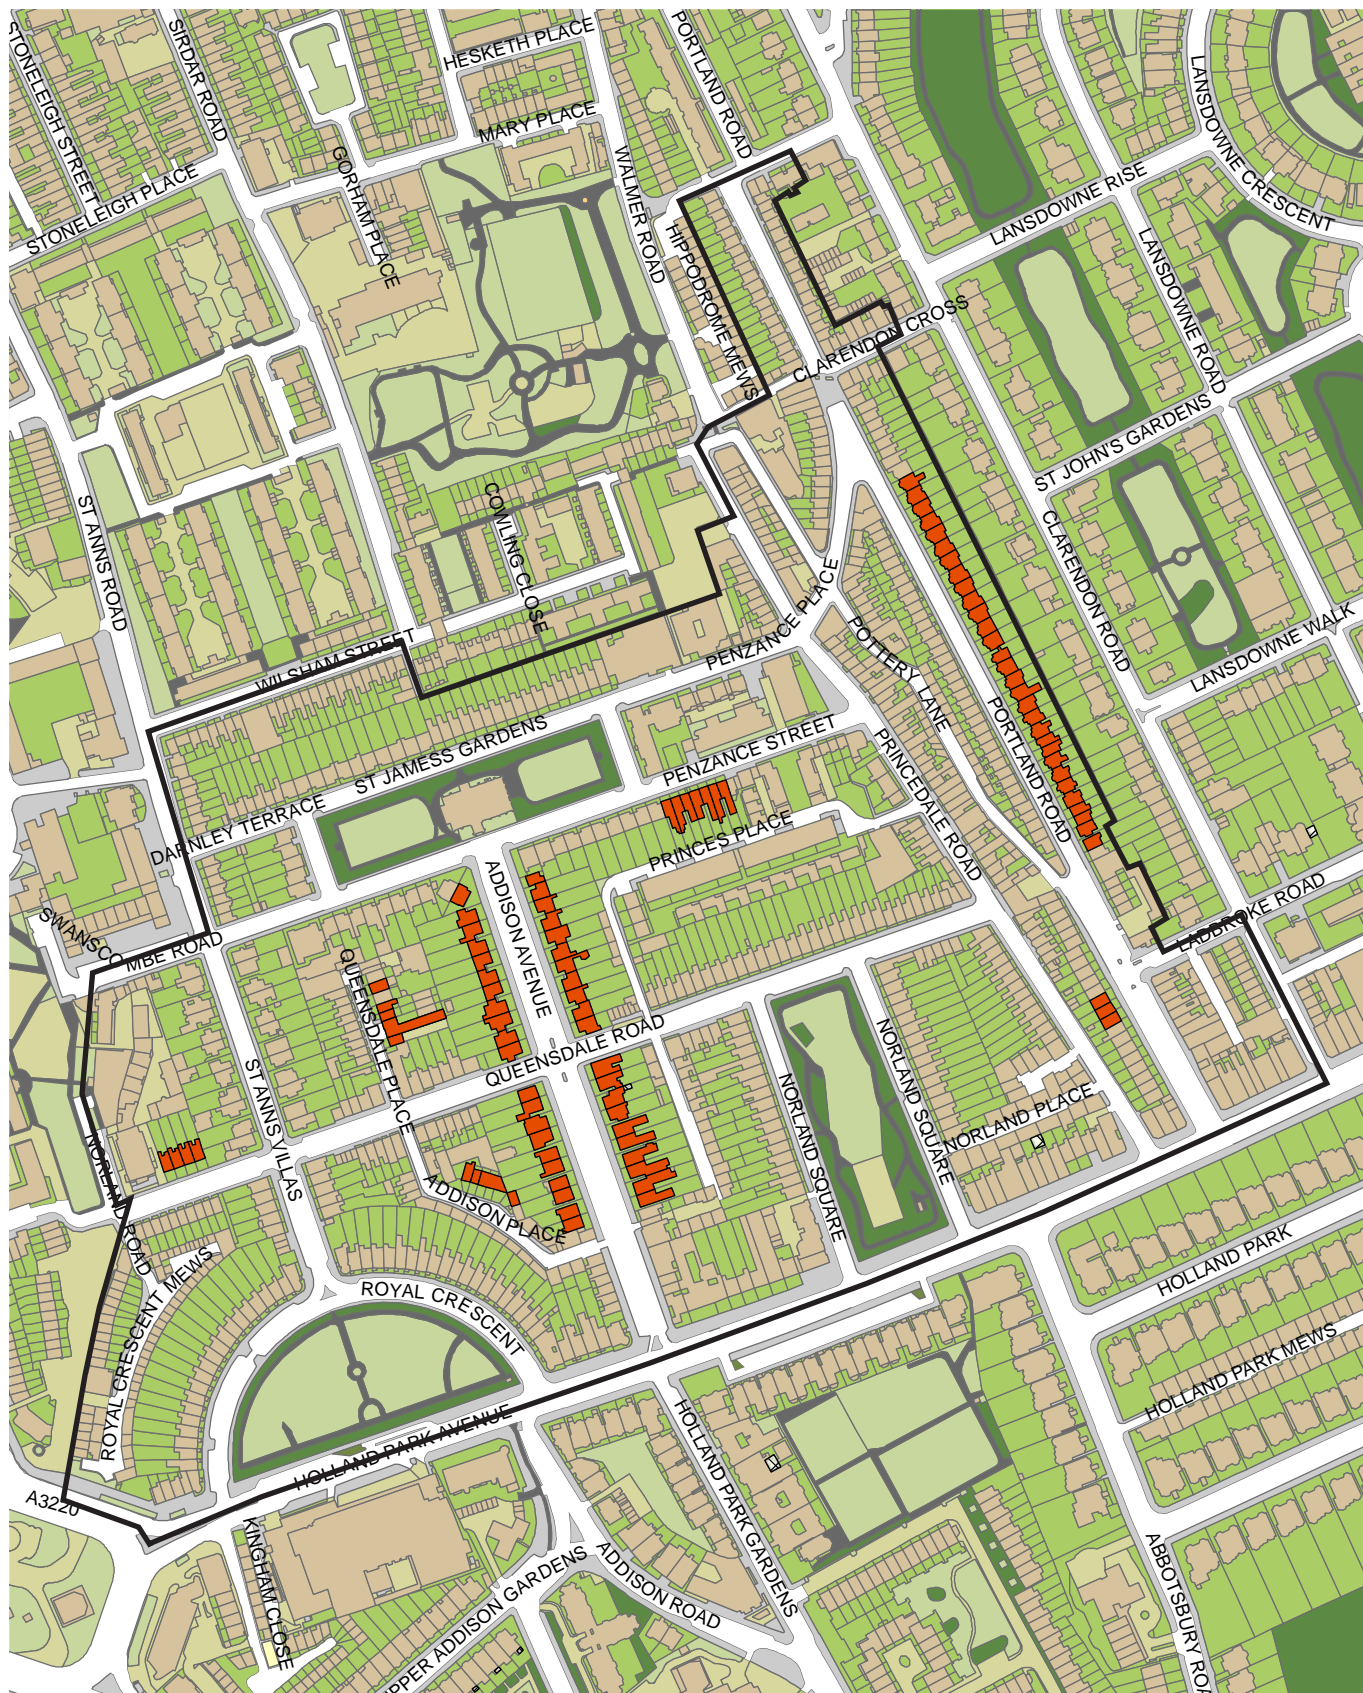 STONELEIGH STREET
SIRDAR ROAD
HESKETH PLACE
PORTLAND ROAD
MARY PLACE
LANSDOWNE CRESCENT
GORHAM PLACE
WALMER ROAD
STONELEIGH PLACE
LANSDOWNE RISE
HIPPODROME MEWS
LANSDOWNE ROAD
CLARENDON CROSS
ST JOHN'S GARDENS
ST ANNS ROAD
COWLING CLOSE
CLARENDON ROAD
PENZANCE PLACE
WILSHAM STREET
POTTERY LANE
LANSDOWNE WALK
ST JAMESS GARDENS
PENZANCE STREET
PORTLAND ROAD
PRINCEDALE ROAD
DARNLEY TERRACE
PRINCES PLACE
ADDISON AVENUE
LADBROKE ROAD
SWANSCO
MBE ROAD
QUEENSDALE PLACE
QUEENSDALE ROAD
NORLAND SQUARE
NORLAND SQUARE
NORLAND PLACE
ST ANNS VILLAS
NORLAND ROAD
ADDISON PLACE
ROYAL CRESCENT MEWS
ROYAL CRESCENT
HOLLAND PARK
HOLLAND PARK MEWS
HOLLAND PARK AVENUE
HOLLAND PARK GARDENS
A3220
KINGHAM CLOSE
UPPER ADDISON GARDENS
ADDISON ROAD
ABBOTSBURY ROA